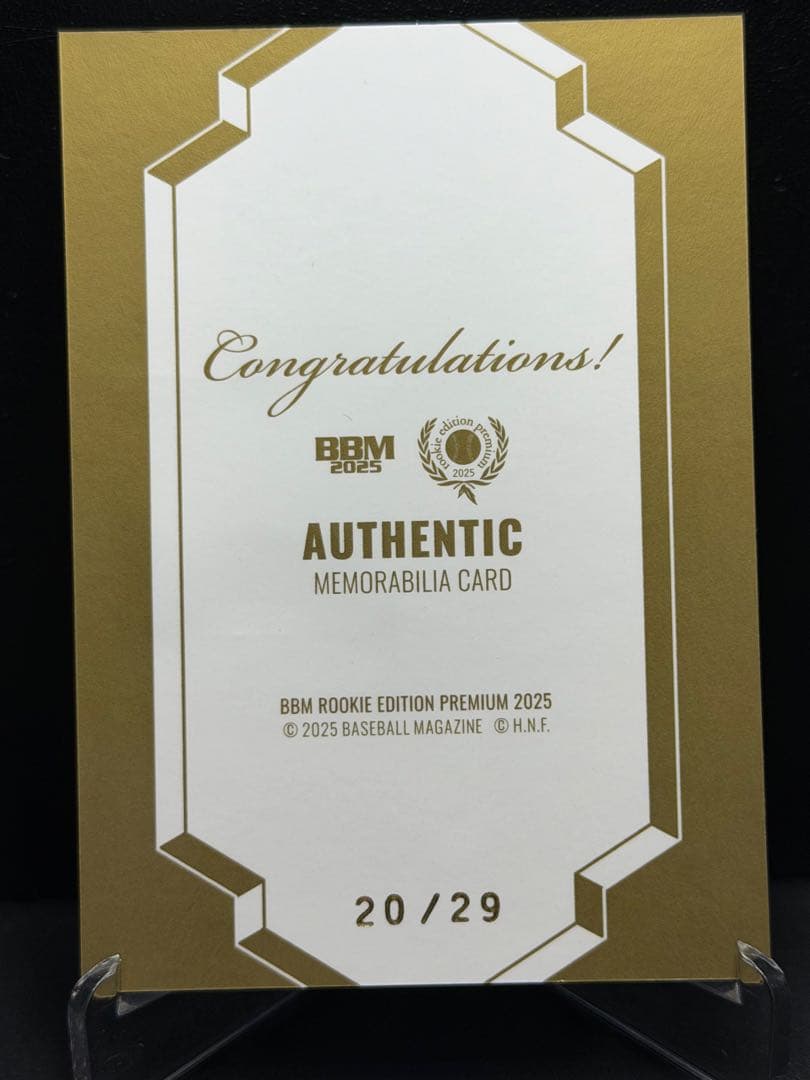 Congratulations!
BBM
2025
rookie edition premium
2025
AUTHENTIC
MEMORABILIA CARD
BBM ROOKIE EDITION PREMIUM 2025
© 2025 BASEBALL MAGAZINE © H.N.F.
20/29